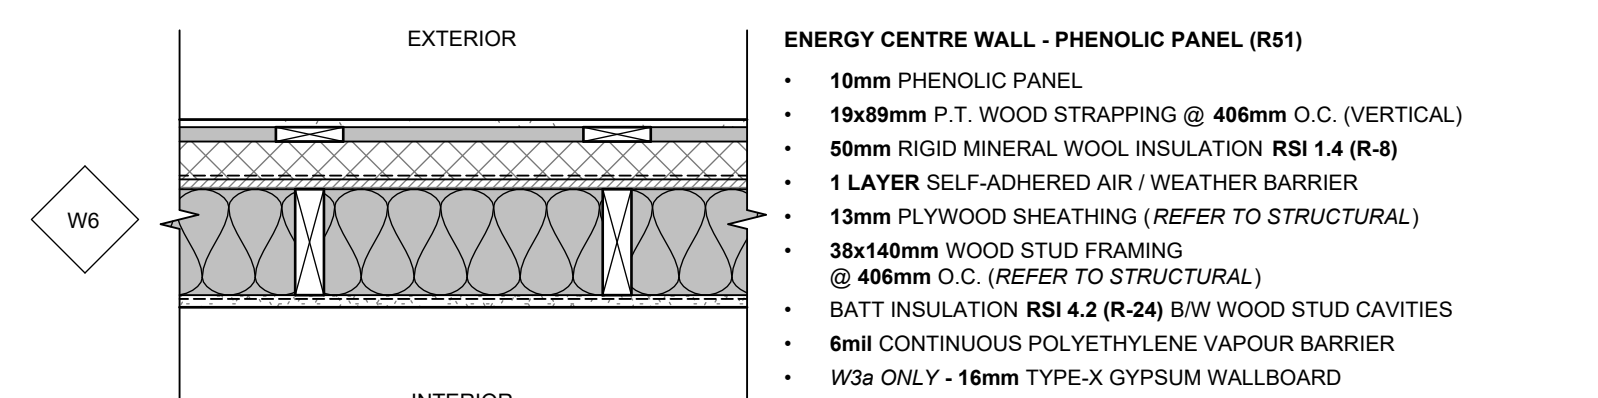 EXTERIOR
W6
INTERIOR
ENERGY CENTRE WALL - PHENOLIC PANEL (R51)
• 10mm PHENOLIC PANEL
• 19x89mm P.T. WOOD STRAPPING @ 406mm O.C. (VERTICAL)
• 50mm RIGID MINERAL WOOL INSULATION RSI 1.4 (R-8)
• 1 LAYER SELF-ADHERED AIR / WEATHER BARRIER
• 13mm PLYWOOD SHEATHING (REFER TO STRUCTURAL)
• 38x140mm WOOD STUD FRAMING
@ 406mm O.C. (REFER TO STRUCTURAL)
• BATT INSULATION RSI 4.2 (R-24) B/W WOOD STUD CAVITIES
• 6mil CONTINUOUS POLYETHYLENE VAPOUR BARRIER
• W3a ONLY - 16mm TYPE-X GYPSUM WALLBOARD